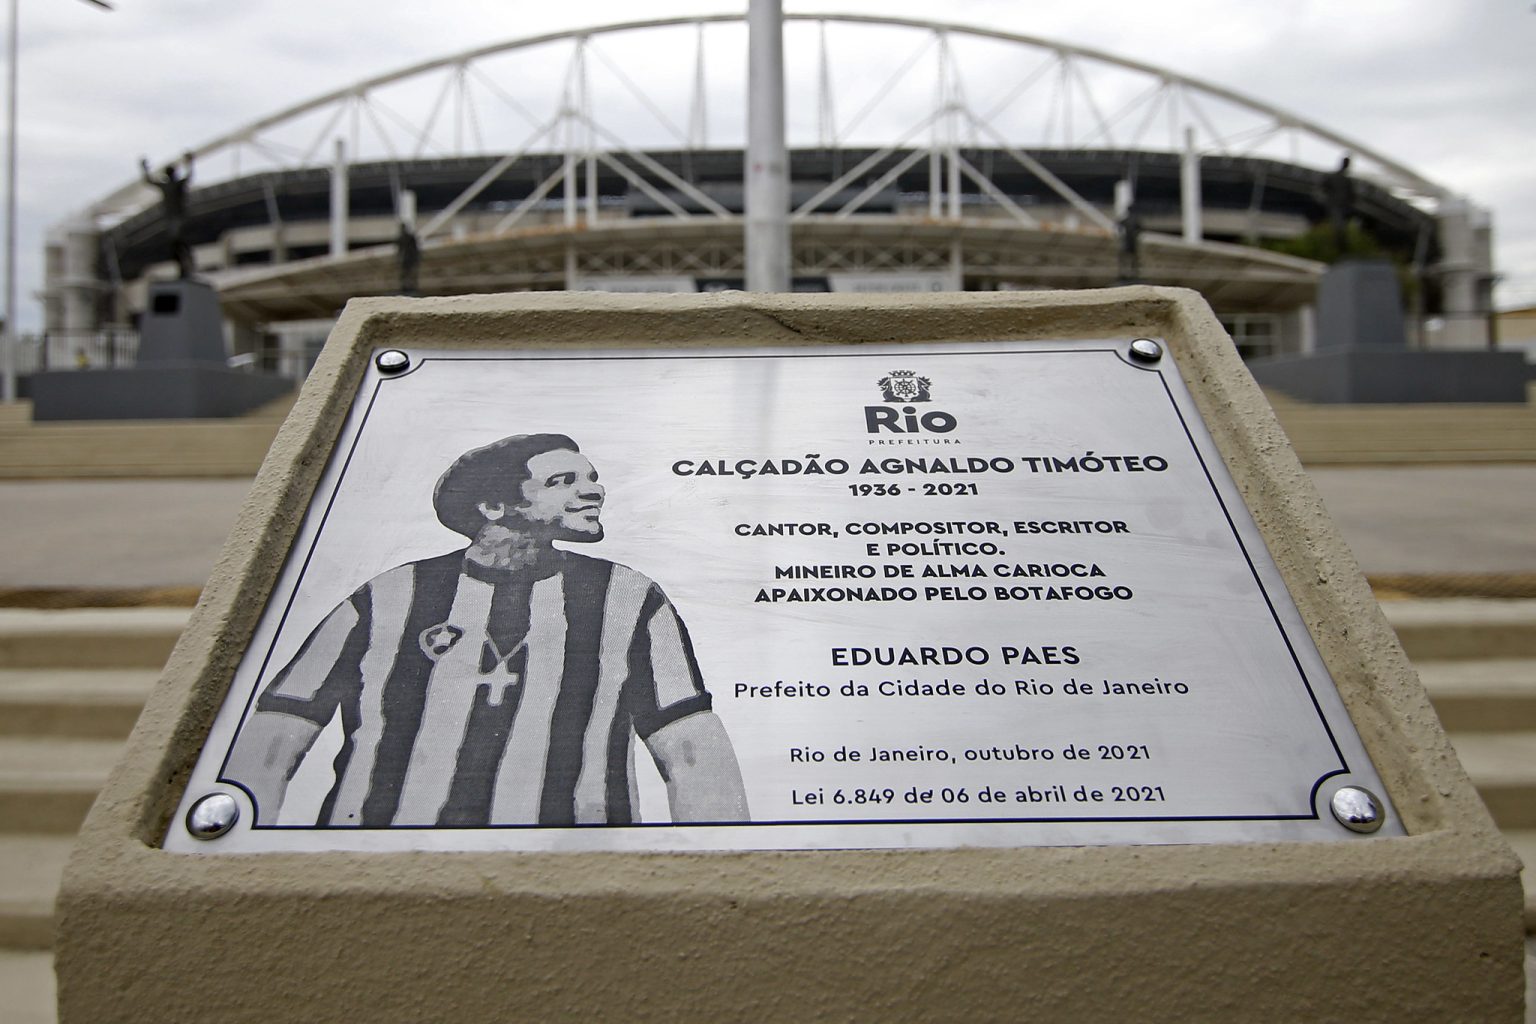 Rio
PREFEITURA
CALÇADÃO AGNALDO TIMÓTEO
1936 - 2021
CANTOR, COMPOSITOR, ESCRITOR
E POLÍTICO.
MINEIRO DE ALMA CARIOCA
APAIXONADO PELO BOTAFOGO
EDUARDO PAES
Prefeito da Cidade do Rio de Janeiro
Rio de Janeiro, outubro de 2021
Lei 6.849 de 06 de abril de 2021